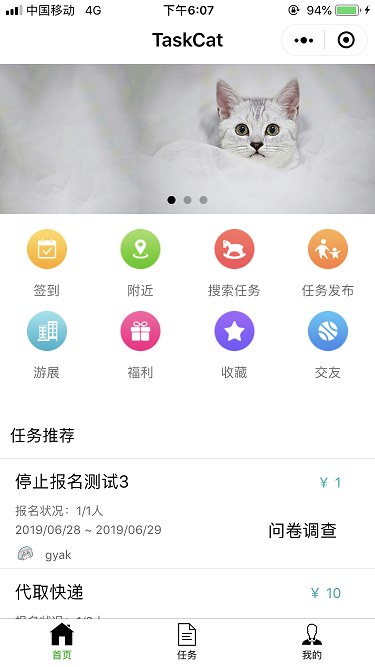 中国移动 4G 下午6:07 94%
TaskCat
签到 附近 搜索任务 任务发布
游展 福利 收藏 交友
任务推荐
停止报名测试3 ¥ 1
报名状况：1/1人
2019/06/28 ~ 2019/06/29 问卷调查
gyak
代取快递 ¥ 10
首页 任务 我的